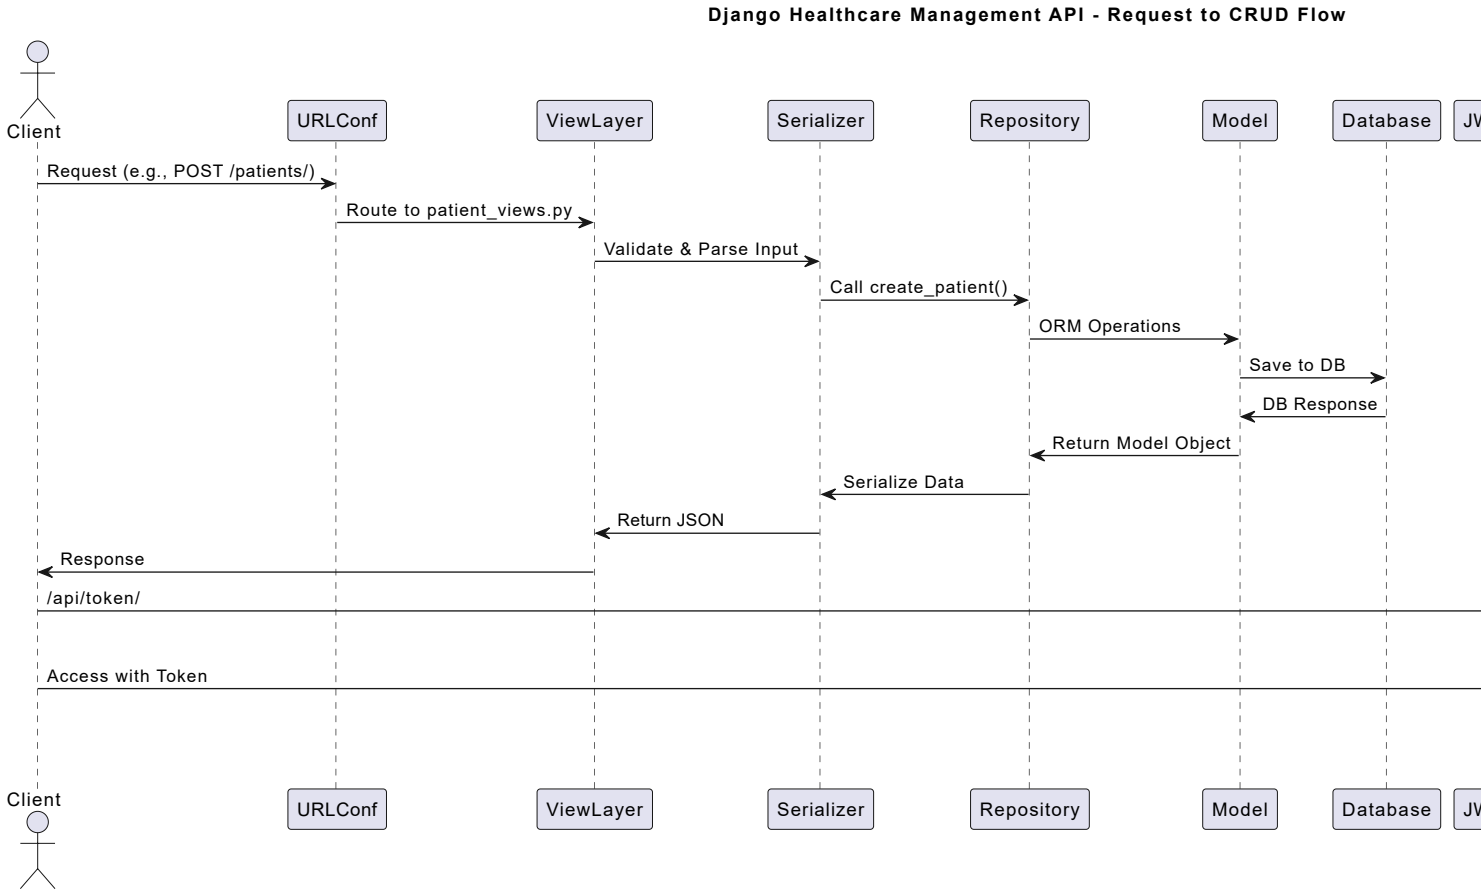 Django Healthcare Management API - Request to CRUD Flow
Client
URLConf
ViewLayer
Serializer
Repository
Model
Database
Request (e.g., POST /patients/)
Route to patient_views.py
Validate & Parse Input
Call create_patient()
ORM Operations
Save to DB
DB Response
Return Model Object
Serialize Data
Return JSON
Response
/api/token/
Access with Token
Client
URLConf
ViewLayer
Serializer
Repository
Model
Database